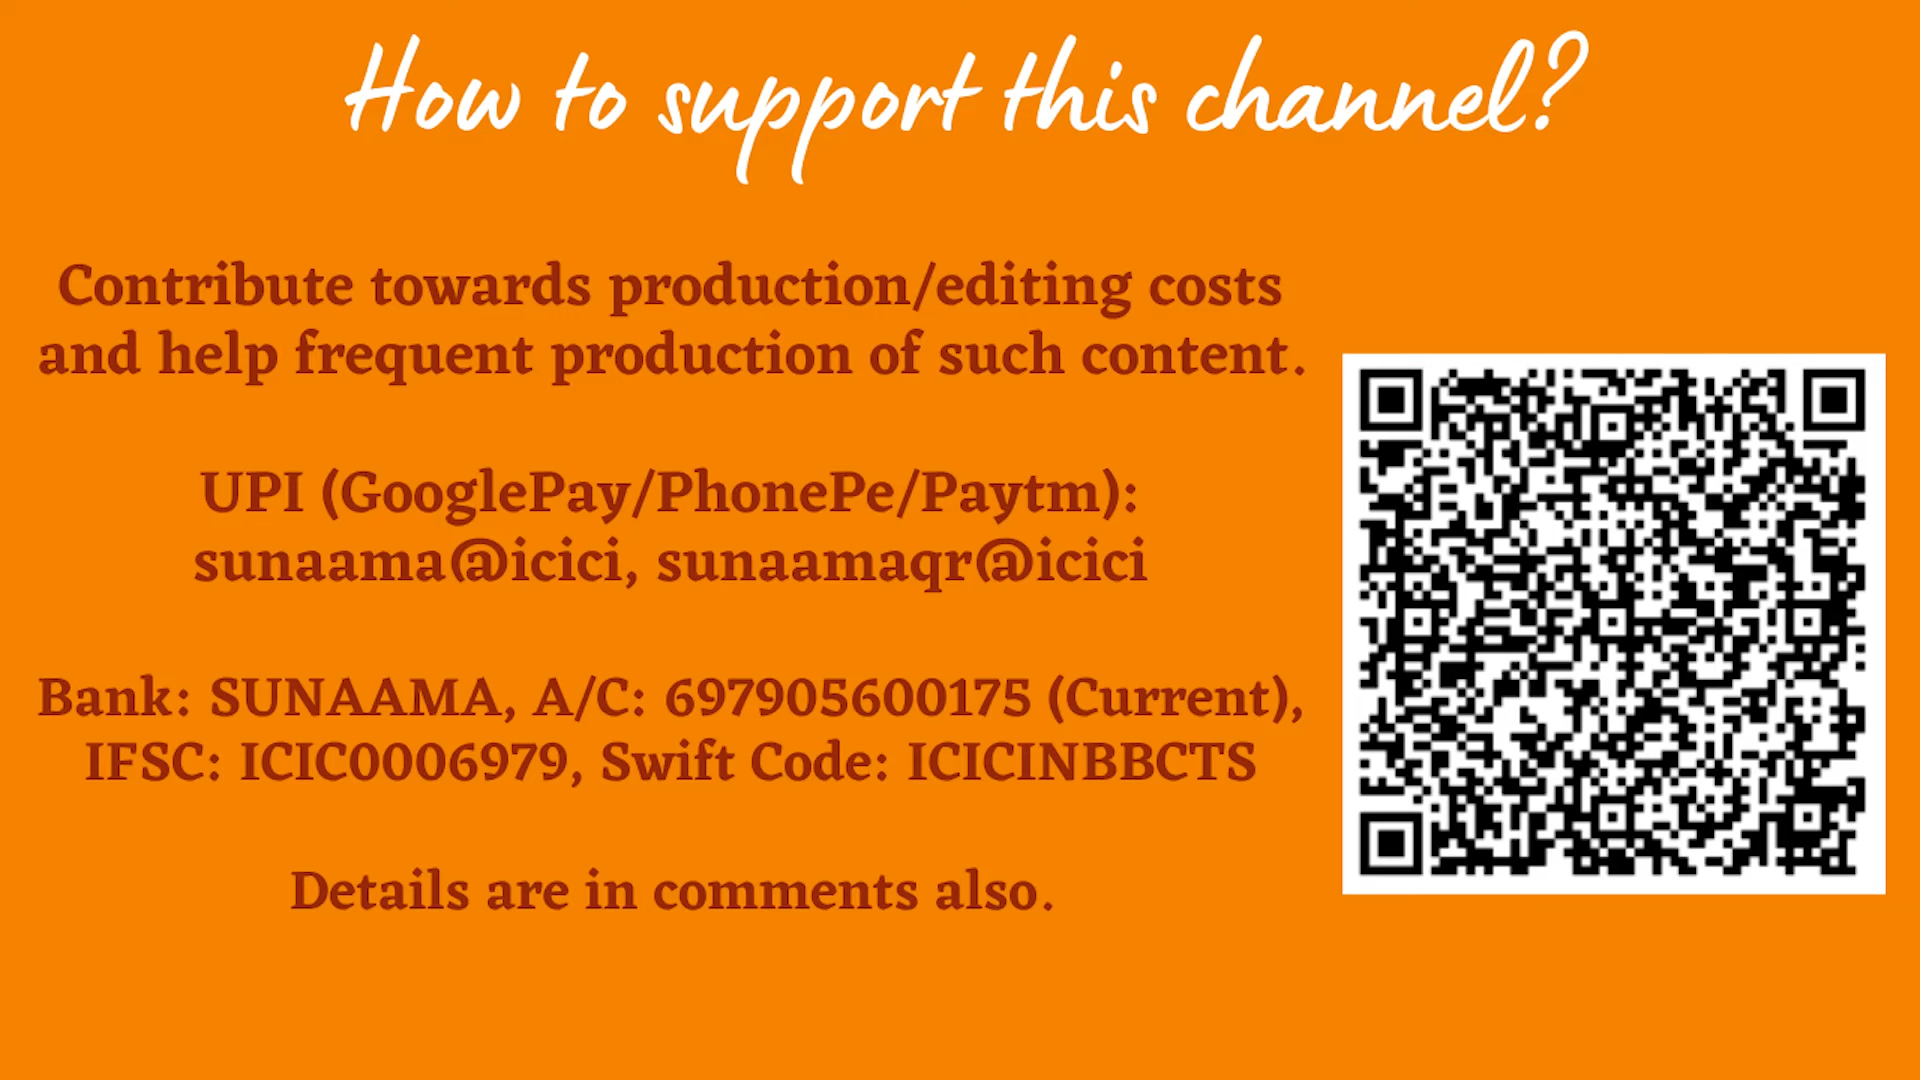 How to support this channel?
Contribute towards production/editing costs
and help frequent production of such content.
UPI (GooglePay/PhonePe/Paytm):
sunaama@icici, sunaamaqr@icici
Bank: SUNAAMA, A/C: 697905600175 (Current),
IFSC: ICIC0006979, Swift Code: ICICINBBCTS
Details are in comments also.